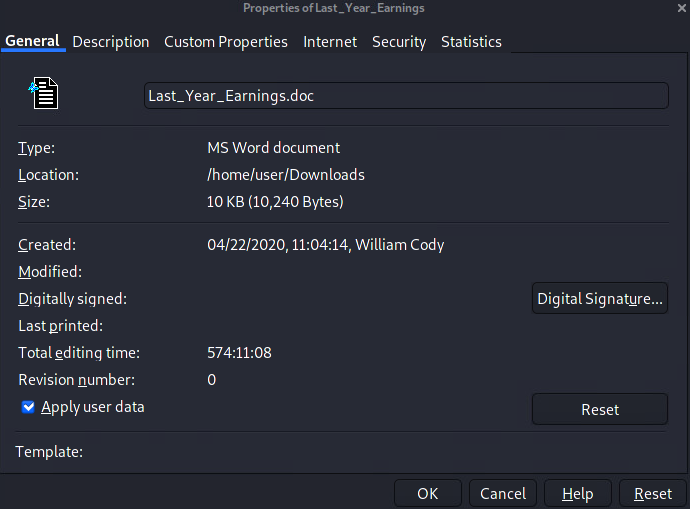 Properties of Last_Year_Earnings
General Description Custom Properties Internet Security Statistics
Last_Year_Earnings.doc
Type: MS Word document
Location: /home/user/Downloads
Size: 10 KB (10,240 Bytes)
Created: 04/22/2020, 11:04:14, William Cody
Modified:
Digitally signed: Digital Signature...
Last printed:
Total editing time: 574:11:08
Revision number: 0
Apply user data Reset
Template:
OK Cancel Help Reset